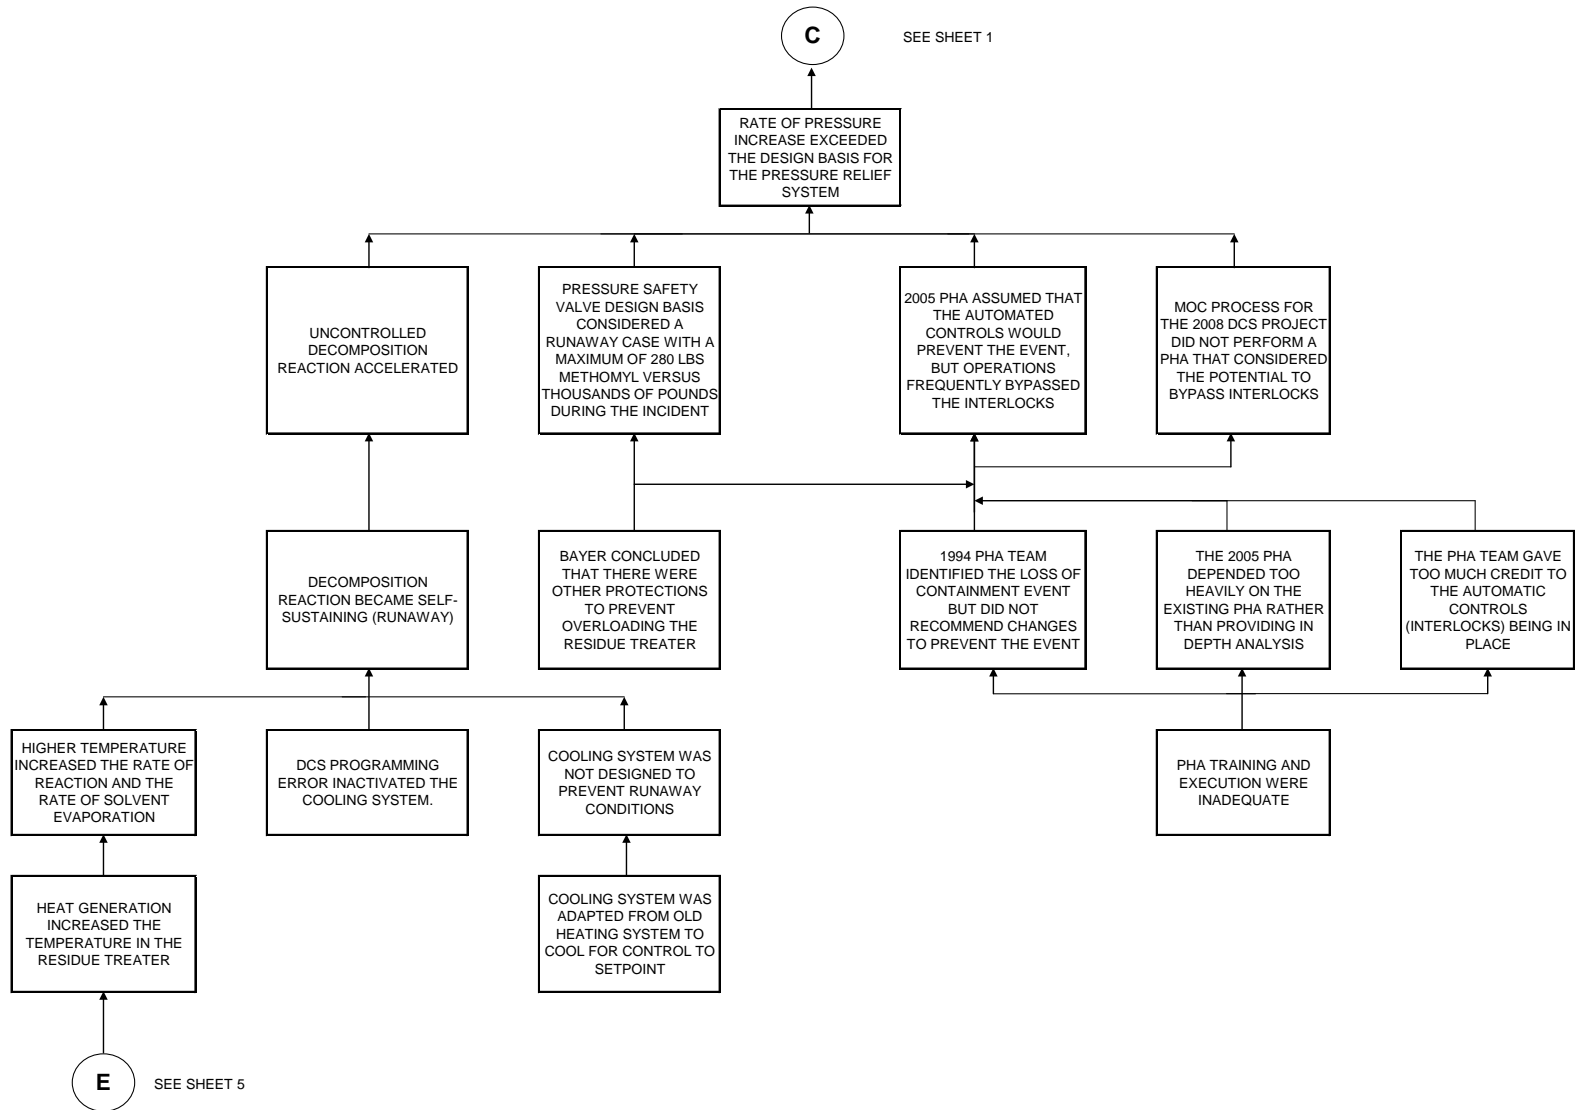 C
SEE SHEET 1
RATE OF PRESSURE
INCREASE EXCEEDED
THE DESIGN BASIS FOR
THE PRESSURE RELIEF
SYSTEM
UNCONTROLLED
DECOMPOSITION
REACTION ACCELERATED
PRESSURE SAFETY
VALVE DESIGN BASIS
CONSIDERED A
RUNAWAY CASE WITH A
MAXIMUM OF 280 LBS
METHOMYL VERSUS
THOUSANDS OF POUNDS
DURING THE INCIDENT
2005 PHA ASSUMED THAT
THE AUTOMATED
CONTROLS WOULD
PREVENT THE EVENT,
BUT OPERATIONS
FREQUENTLY BYPASSED
THE INTERLOCKS
MOC PROCESS FOR
THE 2008 DCS PROJECT
DID NOT PERFORM A
PHA THAT CONSIDERED
THE POTENTIAL TO
BYPASS INTERLOCKS
DECOMPOSITION
REACTION BECAME SELF-
SUSTAINING (RUNAWAY)
BAYER CONCLUDED
THAT THERE WERE
OTHER PROTECTIONS
TO PREVENT
OVERLOADING THE
RESIDUE TREATER
1994 PHA TEAM
IDENTIFIED THE LOSS OF
CONTAINMENT EVENT
BUT DID NOT
RECOMMEND CHANGES
TO PREVENT THE EVENT
THE 2005 PHA
DEPENDED TOO
HEAVILY ON THE
EXISTING PHA RATHER
THAN PROVIDING IN
DEPTH ANALYSIS
THE PHA TEAM GAVE
TOO MUCH CREDIT TO
THE AUTOMATIC
CONTROLS
(INTERLOCKS) BEING IN
PLACE
HIGHER TEMPERATURE
INCREASED THE RATE OF
REACTION AND THE
RATE OF SOLVENT
EVAPORATION
DCS PROGRAMMING
ERROR INACTIVATED THE
COOLING SYSTEM.
COOLING SYSTEM WAS
NOT DESIGNED TO
PREVENT RUNAWAY
CONDITIONS
PHA TRAINING AND
EXECUTION WERE
INADEQUATE
HEAT GENERATION
INCREASED THE
TEMPERATURE IN THE
RESIDUE TREATER
COOLING SYSTEM WAS
ADAPTED FROM OLD
HEATING SYSTEM TO
COOL FOR CONTROL TO
SETPOINT
E
SEE SHEET 5